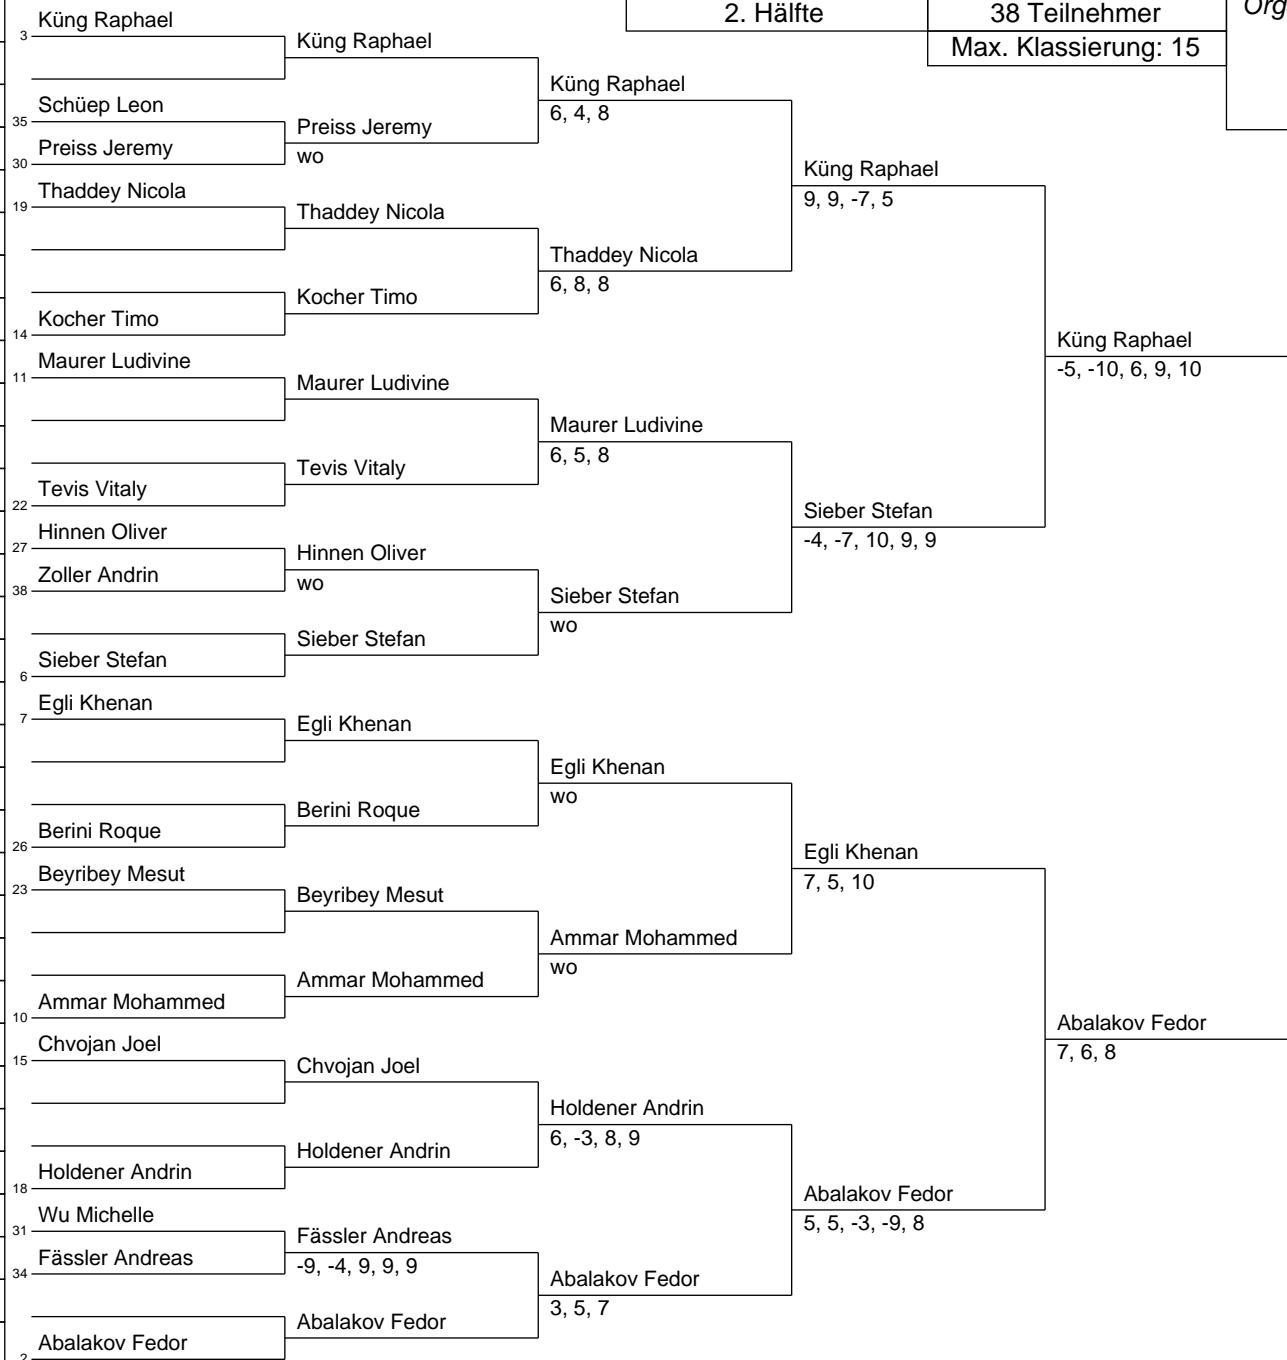 2. Hälfte
38 Teilnehmer
Org
Max. Klassierung: 15
Küng Raphael
3
Schüep Leon
35
Preiss Jeremy
30
Thaddey Nicola
19
Kocher Timo
14
Maurer Ludivine
11
Tevis Vitaly
22
Hinnen Oliver
27
Zoller Andrin
38
Sieber Stefan
6
Egli Khenan
7
Berini Roque
26
Beyribey Mesut
23
Ammar Mohammed
10
Chvojan Joel
15
Holdener Andrin
18
Wu Michelle
31
Fässler Andreas
34
Abalakov Fedor
2
Küng Raphael
Preiss Jeremy
wo
Thaddey Nicola
Kocher Timo
Maurer Ludivine
Tevis Vitaly
Hinnen Oliver
wo
Sieber Stefan
Egli Khenan
Berini Roque
Beyribey Mesut
Ammar Mohammed
Chvojan Joel
Holdener Andrin
Fässler Andreas
-9, -4, 9, 9, 9
Abalakov Fedor
Küng Raphael
6, 4, 8
Thaddey Nicola
6, 8, 8
Maurer Ludivine
6, 5, 8
Sieber Stefan
wo
Egli Khenan
wo
Ammar Mohammed
wo
Holdener Andrin
6, -3, 8, 9
Abalakov Fedor
3, 5, 7
Küng Raphael
9, 9, -7, 5
Sieber Stefan
-4, -7, 10, 9, 9
Egli Khenan
7, 5, 10
Abalakov Fedor
5, 5, -3, -9, 8
Küng Raphael
-5, -10, 6, 9, 10
Abalakov Fedor
7, 6, 8